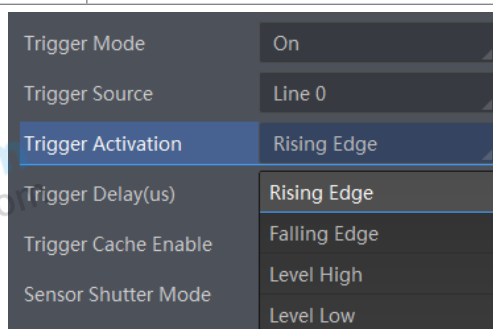 Trigger Mode On
Trigger Source Line 0
Trigger Activation Rising Edge
Trigger Delay(us) Rising Edge
Trigger Cache Enable Falling Edge
Level High
Sensor Shutter Mode
Level Low